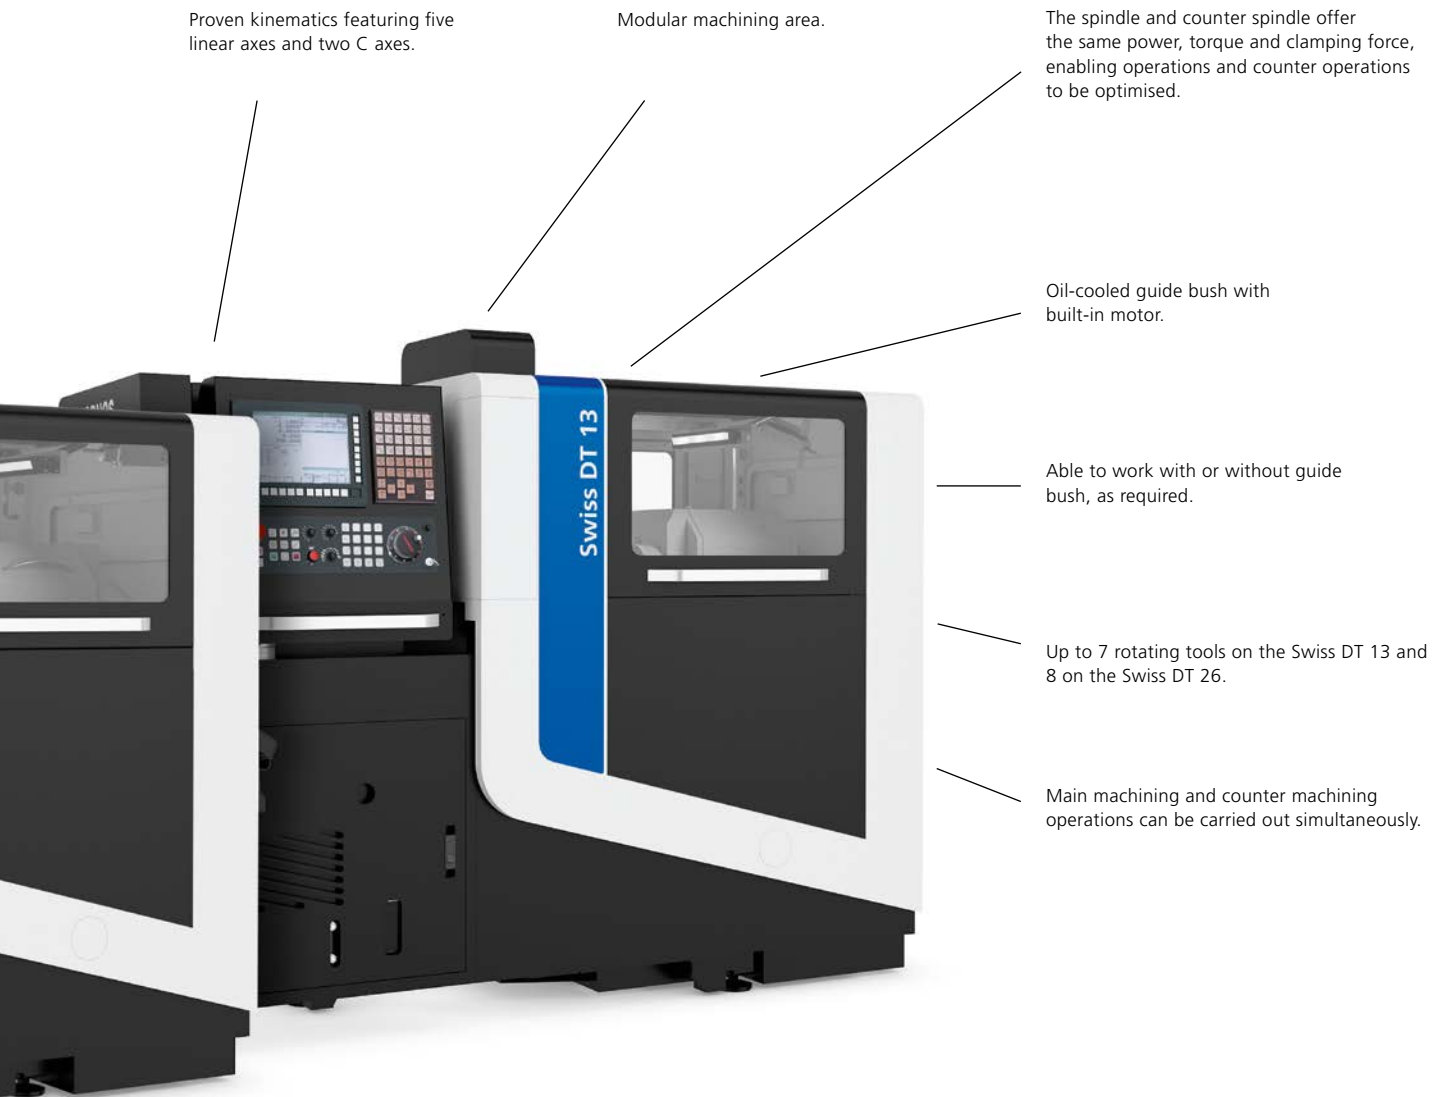 Proven kinematics featuring five
linear axes and two C axes.
Modular machining area.
The spindle and counter spindle offer
the same power, torque and clamping force,
enabling operations and counter operations
to be optimised.
Oil-cooled guide bush with
built-in motor.
Able to work with or without guide
bush, as required.
Up to 7 rotating tools on the Swiss DT 13 and
8 on the Swiss DT 26.
Main machining and counter machining
operations can be carried out simultaneously.
Swiss DT 13